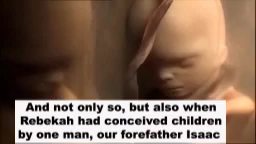 And not only so, but also when
Rebekah had conceived children
by one man, our forefather Isaac